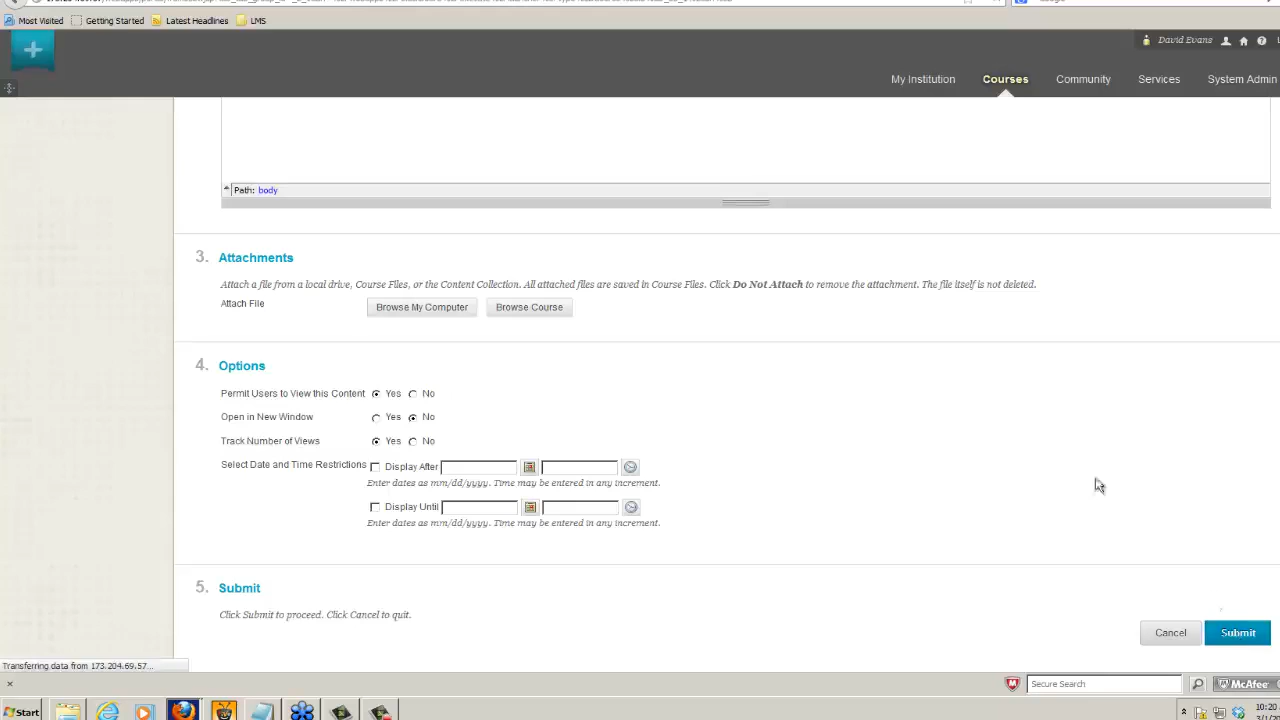 Most Visited Getting Started Latest Headlines LMS
David Evans
My Institution Courses Community Services System Admin
Path: body
3. Attachments
Attach a file from a local drive, Course Files, or the Content Collection. All attached files are saved in Course Files. Click Do Not Attach to remove the attachment. The file itself is not deleted.
Attach File Browse My Computer Browse Course
4. Options
Permit Users to View this Content Yes No
Open in New Window Yes No
Track Number of Views Yes No
Select Date and Time Restrictions Display After
Enter dates as mm/dd/yyyy. Time may be entered in any increment.
Display Until
Enter dates as mm/dd/yyyy. Time may be entered in any increment.
5. Submit
Click Submit to proceed. Click Cancel to quit.
Cancel Submit
Transferring data from 173.204.69.57...
Secure Search McAfee
Start 10:20